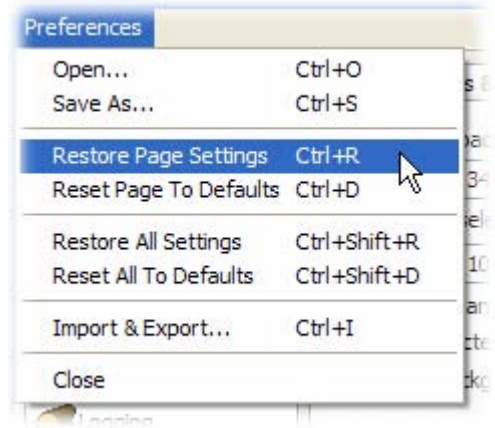 Preferences
Open... Ctrl+O
Save As... Ctrl+S
Restore Page Settings Ctrl+R
Reset Page To Defaults Ctrl+D
Restore All Settings Ctrl+Shift+R
Reset All To Defaults Ctrl+Shift+D
Import & Export... Ctrl+I
Close
Logging